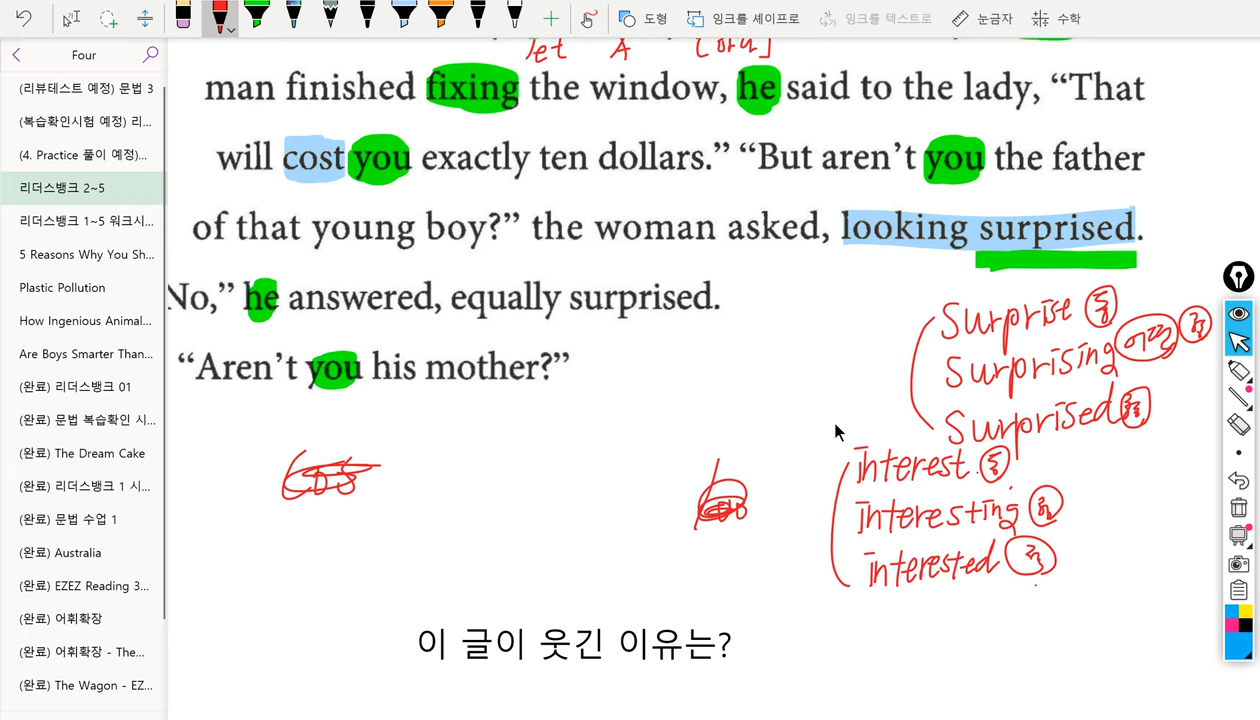 도형
잉크를 셰이프로
잉크를 텍스트로
눈금자
수학
Four
(리뷰테스트 예정) 문법 3
(복습확인시험 예정) 리...
(4. Practice 풀이 예정)...
리더스뱅크 2~5
리더스뱅크 1~5 워크시...
5 Reasons Why You Sh...
Plastic Pollution
How Ingenious Animal...
Are Boys Smarter Than...
(완료) 리더스뱅크 01
(완료) 문법 복습확인 시...
(완료) The Dream Cake
(완료) 리더스뱅크 1 시...
(완료) 문법 수업 1
(완료) Australia
(완료) EZEZ Reading 3...
(완료) 어휘확장
(완료) 어휘확장 - The...
(완료) The Wagon - EZ...
let A
man finished fixing the window, he said to the lady, “That
will cost you exactly ten dollars.” “But aren’t you the father
of that young boy?” the woman asked, looking surprised.
No,” he answered, equally surprised.
“Aren’t you his mother?”
Surprise 동
Surprising 형
Surprised 형
interest 동
interesting 형
interested 형
이 글이 웃긴 이유는?